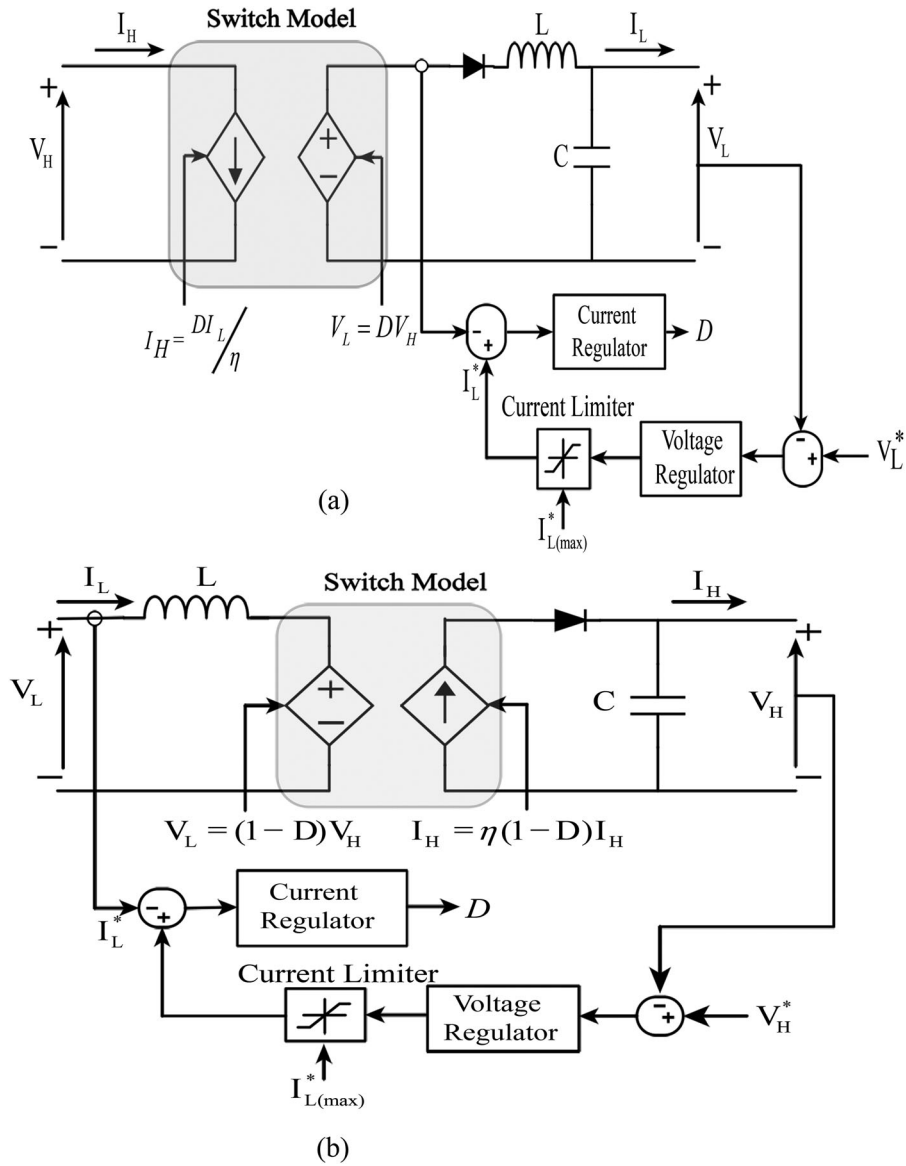 Switch Model
I_H
L
I_L
+
+
+
V_H
−
C
V_L
−
−
I_H = DI_L/η
V_L = DV_H
-
+
Current
Regulator
D
I_L^*
Current Limiter
Voltage
Regulator
-
+
V_L^*
I_L(max)^*
(a)
I_L
L
Switch Model
I_H
+
+
+
V_L
−
C
V_H
−
−
V_L = (1 − D)V_H
I_H = η(1 − D)I_H
-
+
Current
Regulator
D
I_L^*
Current Limiter
Voltage
Regulator
-
+
V_H^*
I_L(max)^*
(b)